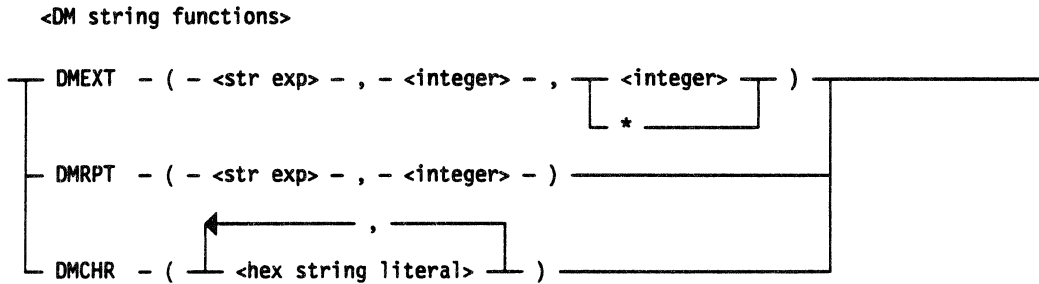 <DM string functions>
DMEXT - ( - <str exp> - , - <integer> - , <integer> ) 
*
DMRPT - ( - <str exp> - , - <integer> - )
,
DMCHR - ( <hex string literal> )